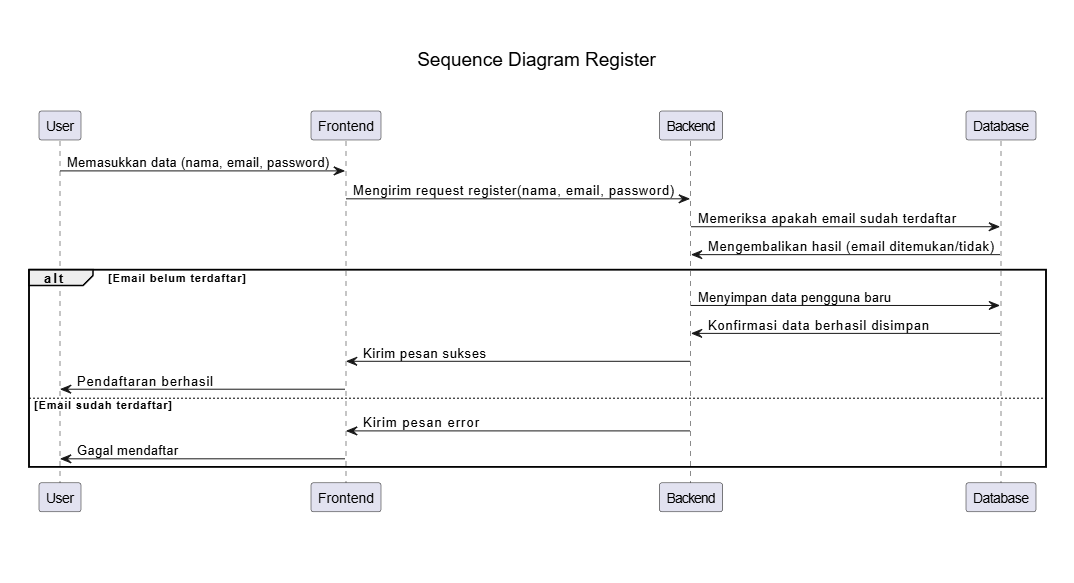 Sequence Diagram Register
User
Frontend
Backend
Database
Memasukkan data (nama, email, password)
Mengirim request register(nama, email, password)
Memeriksa apakah email sudah terdaftar
Mengembalikan hasil (email ditemukan/tidak)
alt
[Email belum terdaftar]
Menyimpan data pengguna baru
Konfirmasi data berhasil disimpan
Kirim pesan sukses
Pendaftaran berhasil
[Email sudah terdaftar]
Kirim pesan error
Gagal mendaftar
User
Frontend
Backend
Database